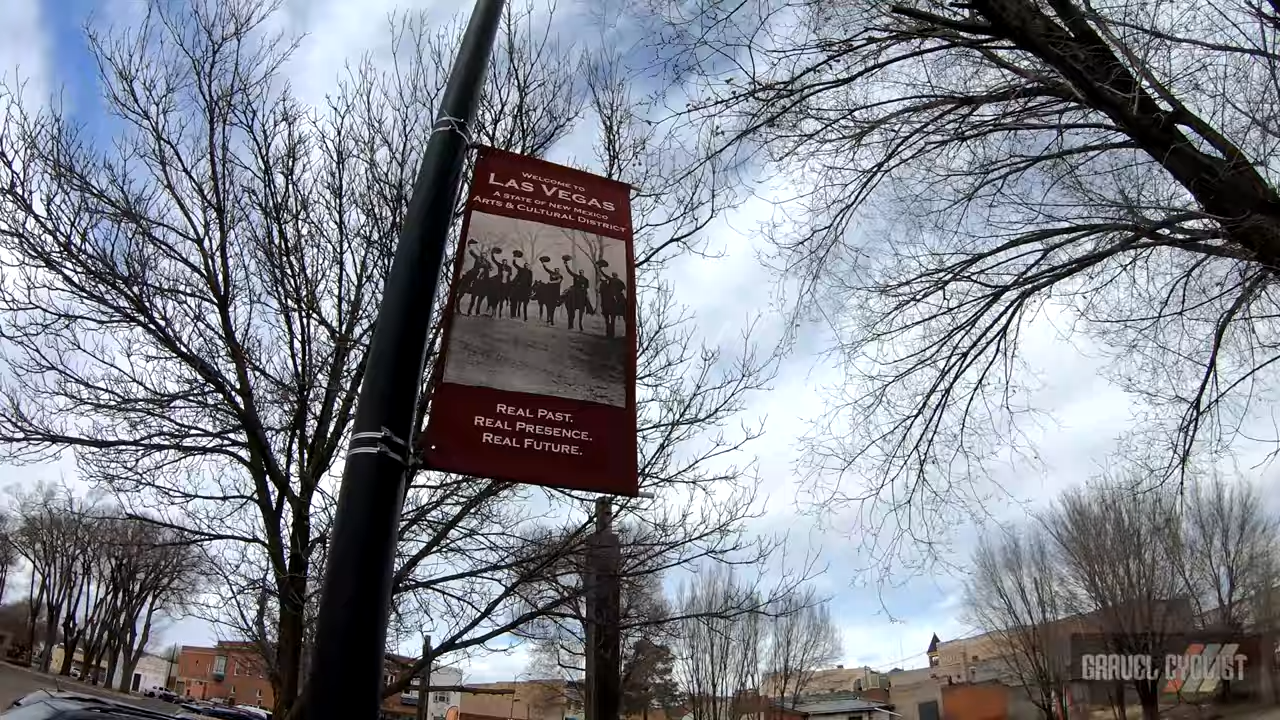 WELCOME TO
LAS VEGAS
A STATE OF NEW MEXICO
ARTS & CULTURAL DISTRICT
REAL PAST.
REAL PRESENCE.
REAL FUTURE.
GRAVEL CYCLIST